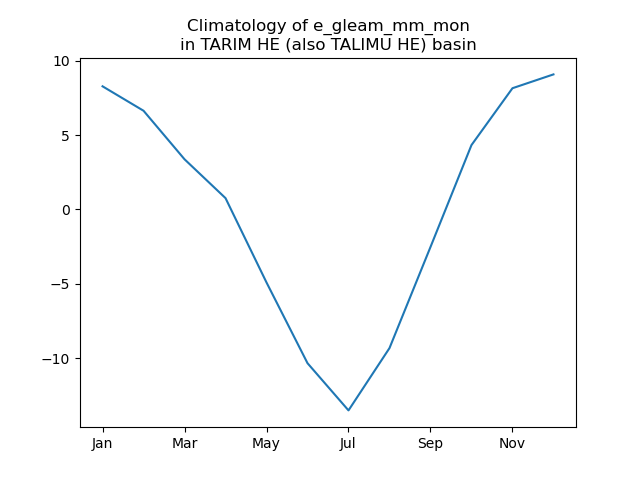 Climatology of e_gleam_mm_mon
in TARIM HE (also TALIMU HE) basin
10
5
0
−5
−10
Jan
Mar
May
Jul
Sep
Nov